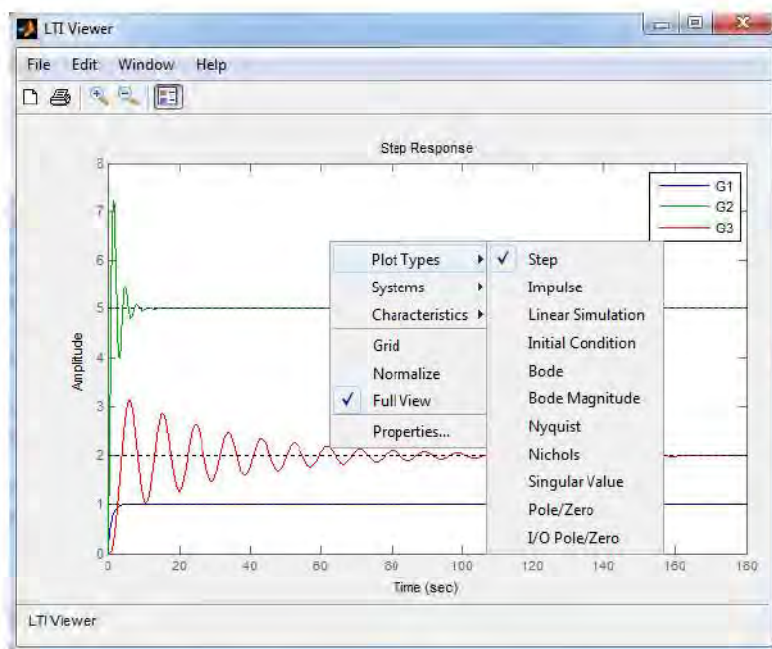 LTI Viewer
File Edit Window Help
Step Response
G1
G2
G3
Amplitude
8
7
6
5
4
3
2
1
0
0 20 40 60 80 100 120 140 160 180
Time (sec)
Plot Types
Systems
Characteristics
Grid
Normalize
Full View
Properties...
Step
Impulse
Linear Simulation
Initial Condition
Bode
Bode Magnitude
Nyquist
Nichols
Singular Value
Pole/Zero
I/O Pole/Zero
LTI Viewer